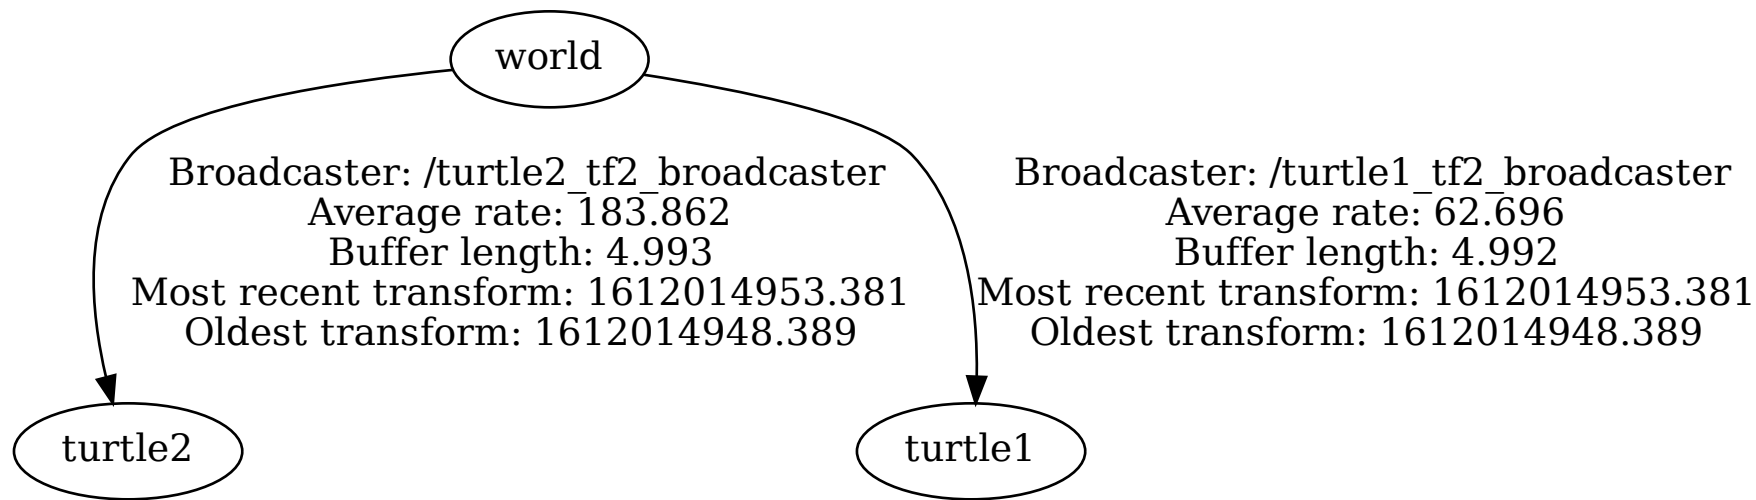 world
Broadcaster: /turtle2_tf2_broadcaster
Average rate: 183.862
Buffer length: 4.993
Most recent transform: 1612014953.381
Oldest transform: 1612014948.389
Broadcaster: /turtle1_tf2_broadcaster
Average rate: 62.696
Buffer length: 4.992
Most recent transform: 1612014953.381
Oldest transform: 1612014948.389
turtle2
turtle1